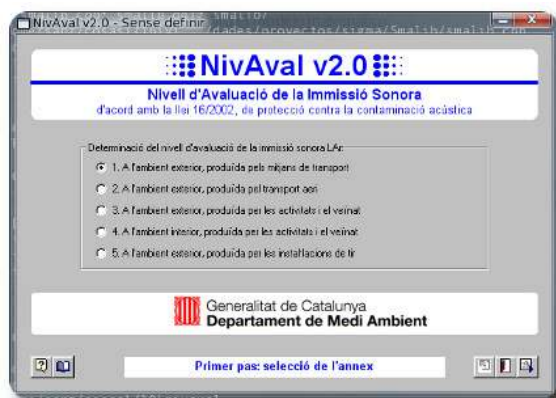 NivAval v2.0 - Sense definir
NivAval v2.0
Nivell d'Avaluació de la Immissió Sonora
d'acord amb la llei 16/2002, de protecció contra la contaminació acústica
Determinació del nivell d'avaluació de la immissió sonora LAr:
1. A l'ambient exterior, produïda pels mitjans de transport
2. A l'ambient exterior, produïda pel transport aeri
3. A l'ambient exterior, produïda per les activitats i el veïnat
4. A l'ambient interior, produïda per les activitats i el veïnat
5. A l'ambient exterior, produïda per les instal·lacions de tir
Generalitat de Catalunya
Departament de Medi Ambient
Primer pas: selecció de l'annex